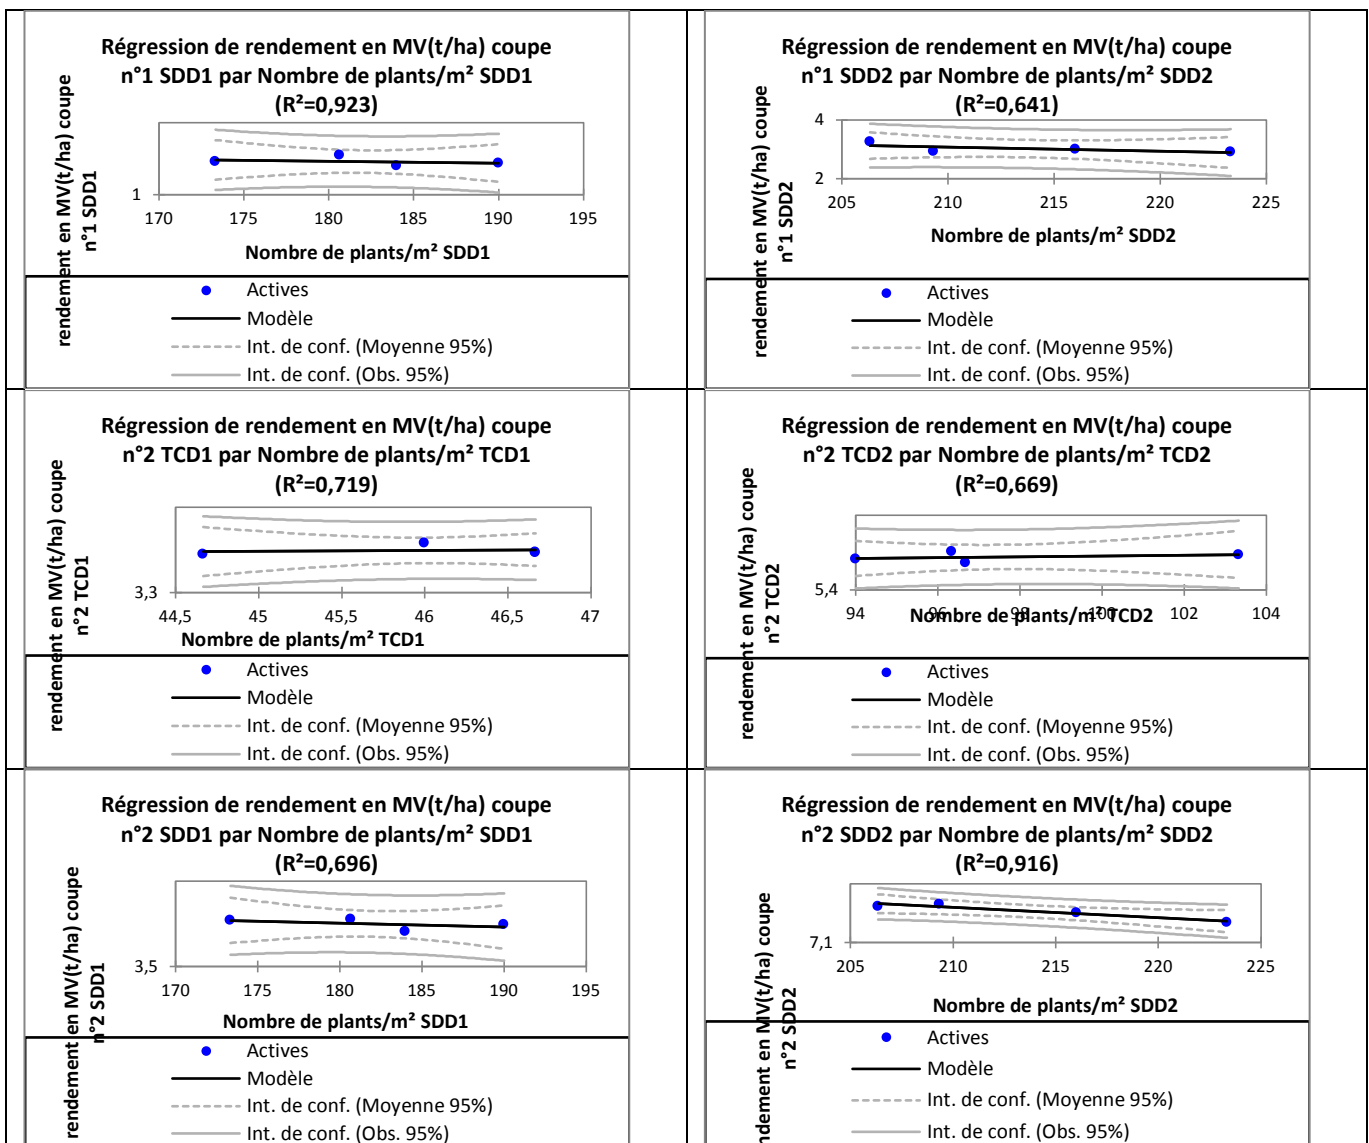 Régression de rendement en MV(t/ha) coupe
n°1 SDD1 par Nombre de plants/m² SDD1
(R²=0,923)
rendement en MV(t/ha) coupe
n°1 SDD1
1
170 175 180 185 190 195
Nombre de plants/m² SDD1
Actives
Modèle
Int. de conf. (Moyenne 95%)
Int. de conf. (Obs. 95%)
Régression de rendement en MV(t/ha) coupe
n°1 SDD2 par Nombre de plants/m² SDD2
(R²=0,641)
rendement en MV(t/ha) coupe
n°1 SDD2
4
2
205 210 215 220 225
Nombre de plants/m² SDD2
Actives
Modèle
Int. de conf. (Moyenne 95%)
Int. de conf. (Obs. 95%)
Régression de rendement en MV(t/ha) coupe
n°2 TCD1 par Nombre de plants/m² TCD1
(R²=0,719)
rendement en MV(t/ha) coupe
n°2 TCD1
3,3
44,5 45 45,5 46 46,5 47
Nombre de plants/m² TCD1
Actives
Modèle
Int. de conf. (Moyenne 95%)
Int. de conf. (Obs. 95%)
Régression de rendement en MV(t/ha) coupe
n°2 TCD2 par Nombre de plants/m² TCD2
(R²=0,669)
rendement en MV(t/ha) coupe
n°2 TCD2
5,4
94 96 98 100 102 104
Nombre de plants/m² TCD2
Actives
Modèle
Int. de conf. (Moyenne 95%)
Int. de conf. (Obs. 95%)
Régression de rendement en MV(t/ha) coupe
n°2 SDD1 par Nombre de plants/m² SDD1
(R²=0,696)
rendement en MV(t/ha) coupe
n°2 SDD1
3,5
170 175 180 185 190 195
Nombre de plants/m² SDD1
Actives
Modèle
Int. de conf. (Moyenne 95%)
Int. de conf. (Obs. 95%)
Régression de rendement en MV(t/ha) coupe
n°2 SDD2 par Nombre de plants/m² SDD2
(R²=0,916)
ndement en MV(t/ha) coupe
n°2 SDD2
7,1
205 210 215 220 225
Nombre de plants/m² SDD2
Actives
Modèle
Int. de conf. (Moyenne 95%)
Int. de conf. (Obs. 95%)